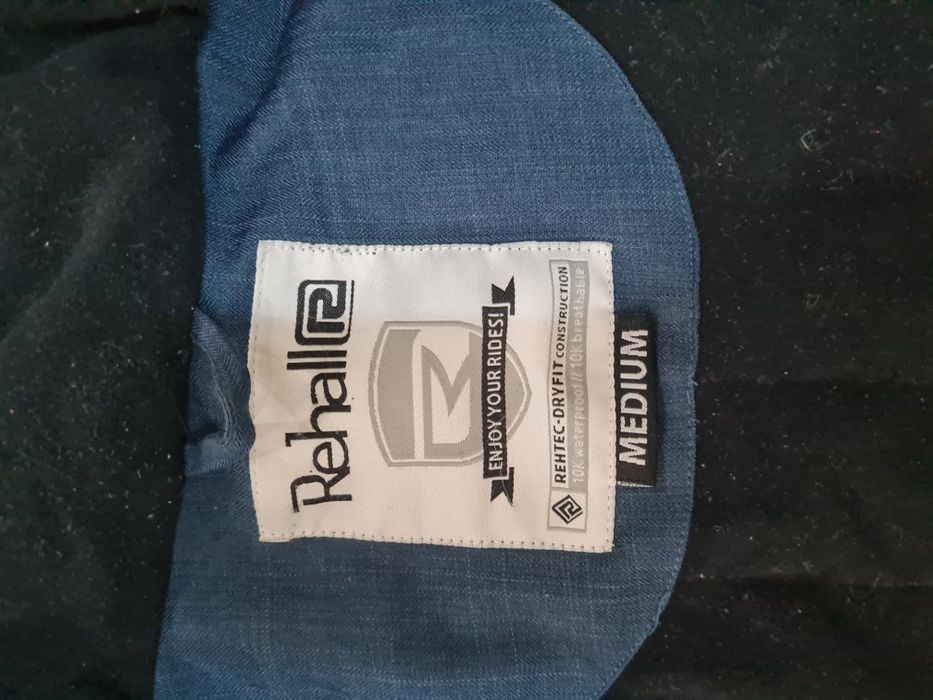 Rehall
ENJOY YOUR RIDES!
REHTEC-DRYFIT CONSTRUCTION
10K waterproof // 10K breathable
MEDIUM